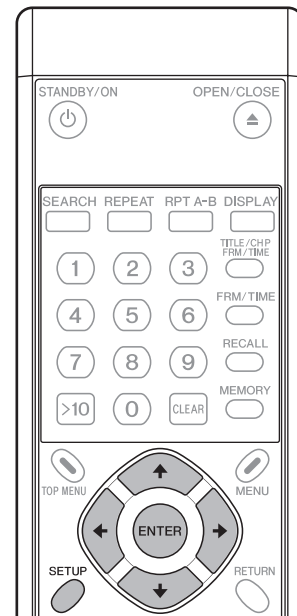 STANDBY/ON OPEN/CLOSE
SEARCH REPEAT RPT A-B DISPLAY
TITLE/CHP
FRM/TIME
1 2 3
FRM/TIME
4 5 6
RECALL
7 8 9
MEMORY
>10 0 CLEAR
TOP MENU MENU
ENTER
SETUP RETURN